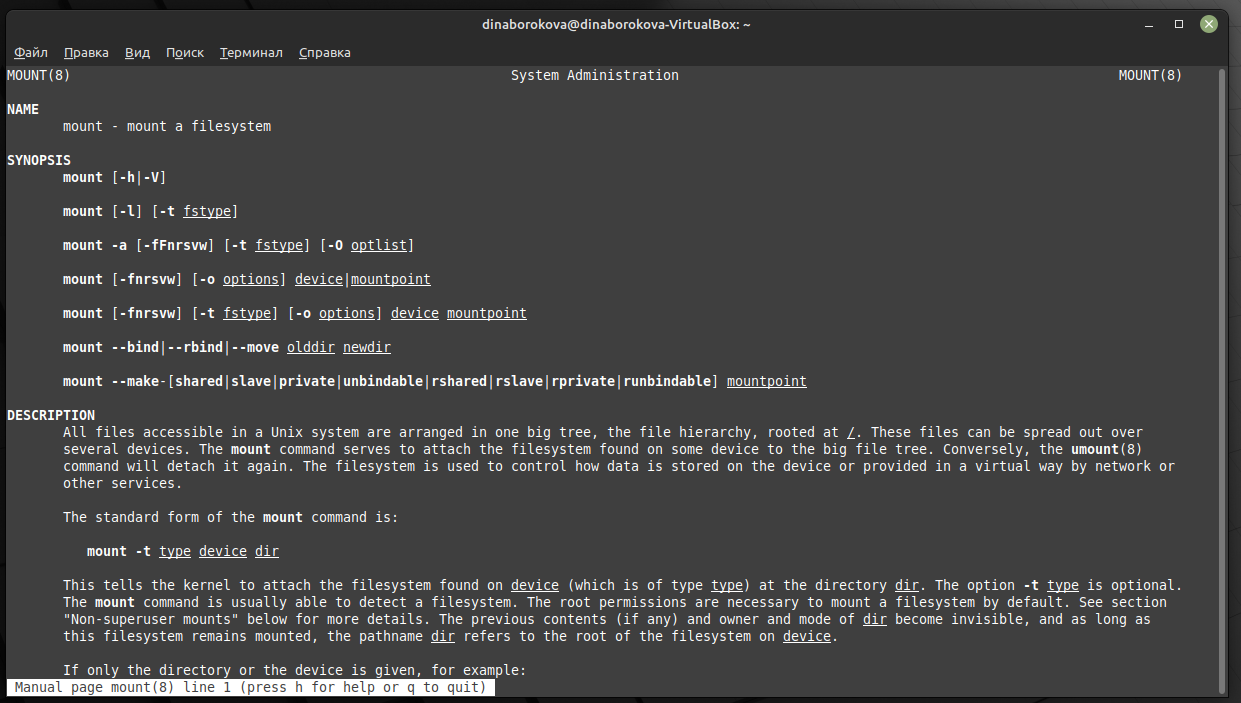 dinaborokova@dinaborokova-VirtualBox: ~
Файл Правка Вид Поиск Терминал Справка
MOUNT(8) System Administration MOUNT(8)
NAME
mount - mount a filesystem
SYNOPSIS
mount [-h|-V]
mount [-l] [-t fstype]
mount -a [-fFnrsvw] [-t fstype] [-O optlist]
mount [-fnrsvw] [-o options] device|mountpoint
mount [-fnrsvw] [-t fstype] [-o options] device mountpoint
mount --bind|--rbind|--move olddir newdir
mount --make-[shared|slave|private|unbindable|rshared|rslave|rprivate|runbindable] mountpoint
DESCRIPTION
All files accessible in a Unix system are arranged in one big tree, the file hierarchy, rooted at /. These files can be spread out over
several devices. The mount command serves to attach the filesystem found on some device to the big file tree. Conversely, the umount(8)
command will detach it again. The filesystem is used to control how data is stored on the device or provided in a virtual way by network or
other services.
The standard form of the mount command is:
mount -t type device dir
This tells the kernel to attach the filesystem found on device (which is of type type) at the directory dir. The option -t type is optional.
The mount command is usually able to detect a filesystem. The root permissions are necessary to mount a filesystem by default. See section
"Non-superuser mounts" below for more details. The previous contents (if any) and owner and mode of dir become invisible, and as long as
this filesystem remains mounted, the pathname dir refers to the root of the filesystem on device.
If only the directory or the device is given, for example:
Manual page mount(8) line 1 (press h for help or q to quit)